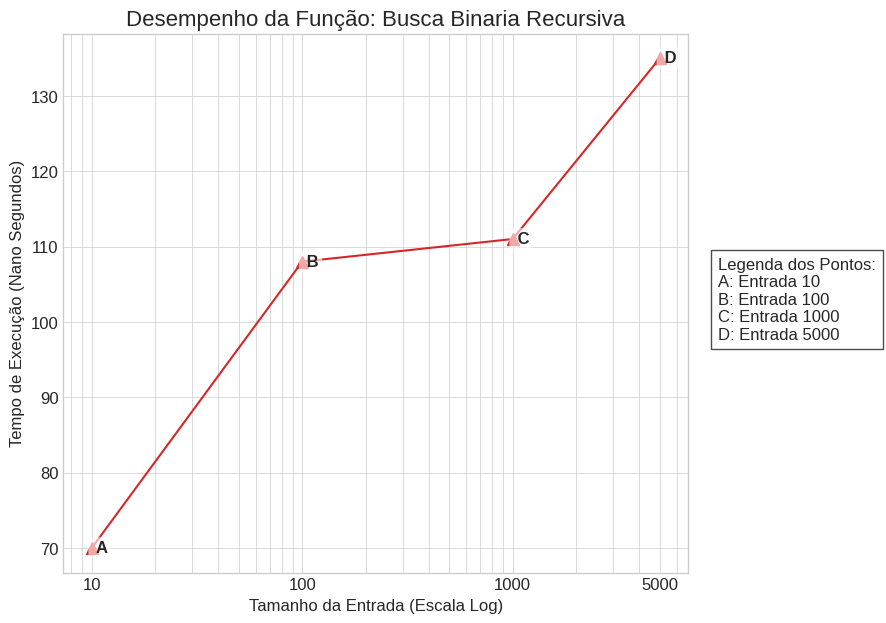 Desempenho da Função: Busca Binaria Recursiva
Tempo de Execução (Nano Segundos)
130
120
110
100
90
80
70
A
B
C
D
10
100
1000
5000
Tamanho da Entrada (Escala Log)
Legenda dos Pontos:
A: Entrada 10
B: Entrada 100
C: Entrada 1000
D: Entrada 5000